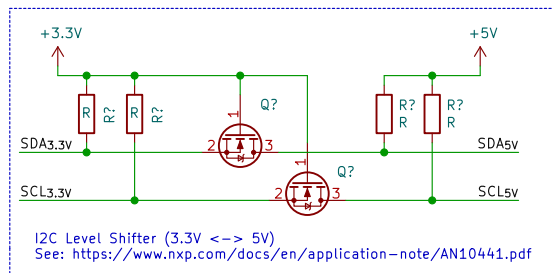 +3.3V
+5V
R
R?
R
R?
1
Q?
R?
R
R?
R
SDA3.3V
2
3
SDA5V
1
Q?
SCL3.3V
2
3
SCL5V
I2C Level Shifter (3.3V <-> 5V)
See: https://www.nxp.com/docs/en/application-note/AN10441.pdf